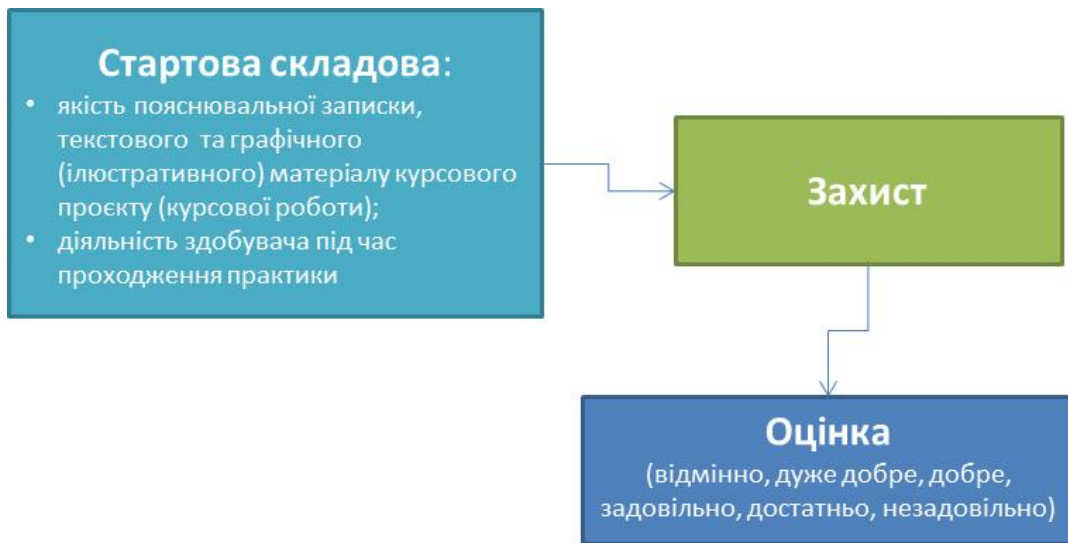 Стартова складова:
• якість пояснювальної записки,
текстового та графічного
(ілюстративного) матеріалу курсового
проєкту (курсової роботи);
• діяльність здобувача під час
проходження практики
Захист
Оцінка
(відмінно, дуже добре, добре,
задовільно, достатньо, незадовільно)